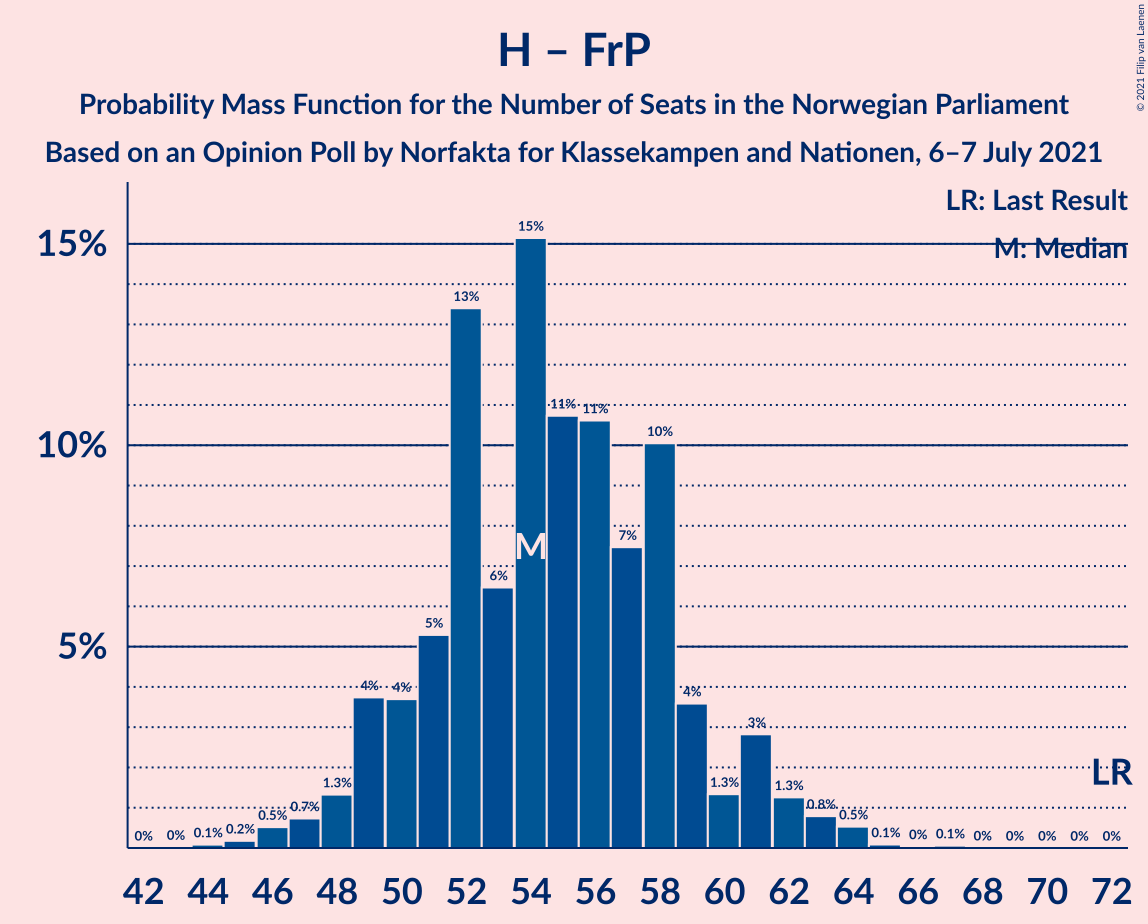 H – FrP
Probability Mass Function for the Number of Seats in the Norwegian Parliament
Based on an Opinion Poll by Norfakta for Klassekampen and Nationen, 6–7 July 2021
© 2021 Filip van Laenen
LR: Last Result
M: Median
15%
10%
5%
0% 0% 0.1% 0.2% 0.5% 0.7% 1.3% 4% 4% 5% 13% 6% 15% 11% 11% 7% 10% 4% 1.3% 3% 1.3% 0.8% 0.5% 0.1% 0% 0.1% 0% 0% 0% 0% 0%
M
LR
42 44 46 48 50 52 54 56 58 60 62 64 66 68 70 72